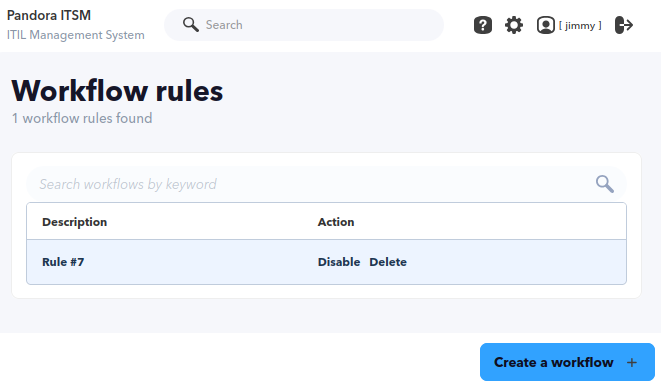 Pandora ITSM
ITIL Management System
Search
?
[ jimmy ]
Workflow rules
1 workflow rules found
Search workflows by keyword
Description Action
Rule #7 Disable Delete
Create a workflow +